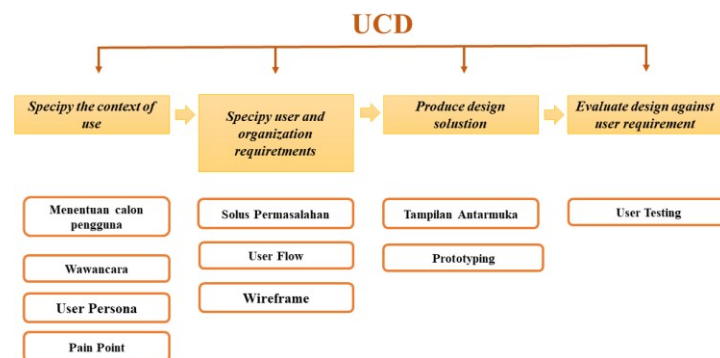 UCD
Specipy the context of
use
Specipy user and
organization
requiretments
Produce design
solustion
Evaluate design against
user requirement
Menentuan calon
pengguna
Wawancara
User Persona
Pain Point
Solus Permasalahan
User Flow
Wireframe
Tampilan Antarmuka
Prototyping
User Testing